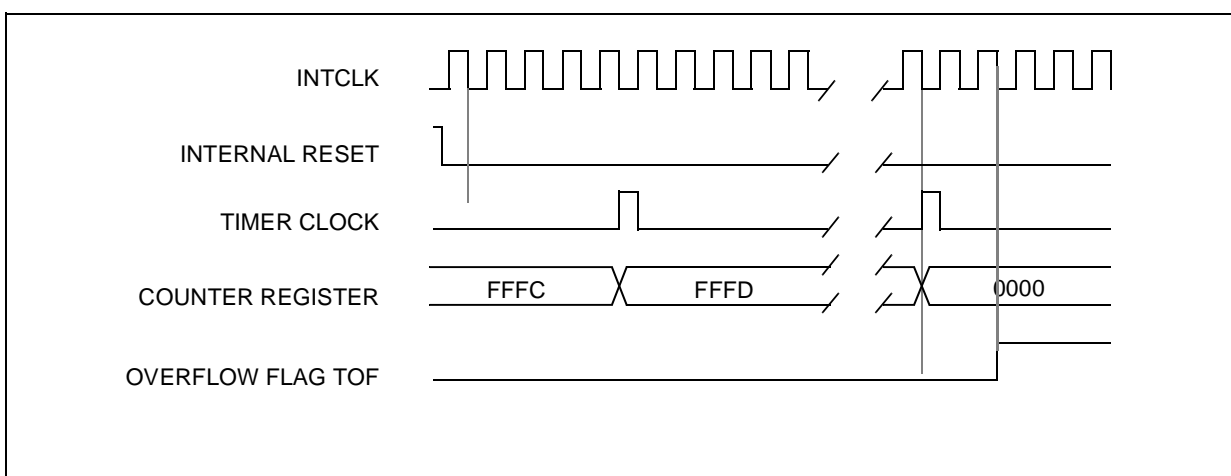 INTCLK
INTERNAL RESET
TIMER CLOCK
COUNTER REGISTER FFFC FFFD 0000
OVERFLOW FLAG TOF